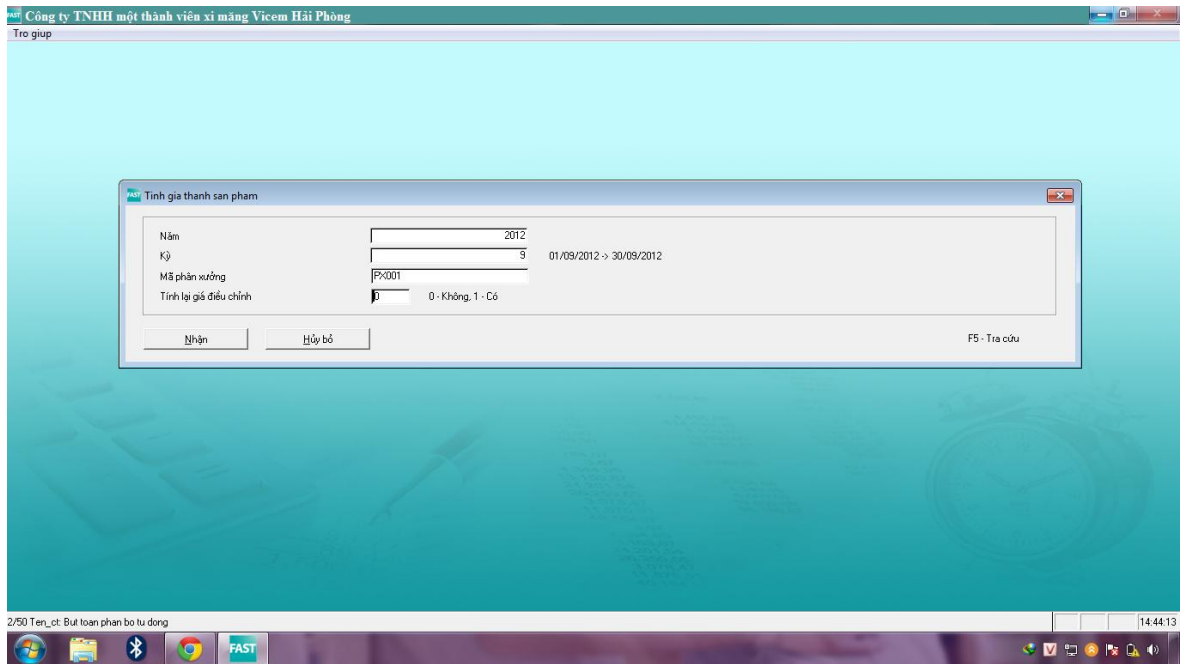 FAST Công ty TNHH một thành viên xi măng Vicem Hải Phòng
Tro giup
FAST Tinh gia thanh san pham
Năm 2012
Kỳ 9 01/09/2012 -> 30/09/2012
Mã phân xưởng PX001
Tính lại giá điều chỉnh 0 0 - Không, 1 - Có
Nhận Hủy bỏ F5 - Tra cứu
2/50 Ten_ct: But toan phan bo tu dong 14:44:13
FAST V